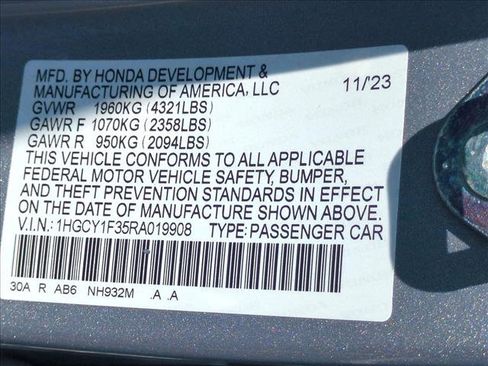 MFD. BY HONDA DEVELOPMENT &
MANUFACTURING OF AMERICA, LLC 11/23
GVWR 1960KG (4321LBS)
GAWR F 1070KG (2358LBS)
GAWR R 950KG (2094LBS)
THIS VEHICLE CONFORMS TO ALL APPLICABLE
FEDERAL MOTOR VEHICLE SAFETY, BUMPER,
AND THEFT PREVENTION STANDARDS IN EFFECT
ON THE DATE OF MANUFACTURE SHOWN ABOVE.
V.I.N.: 1HGCY1F35RA019908 TYPE: PASSENGER CAR
30A R AB6 NH932M .A .A